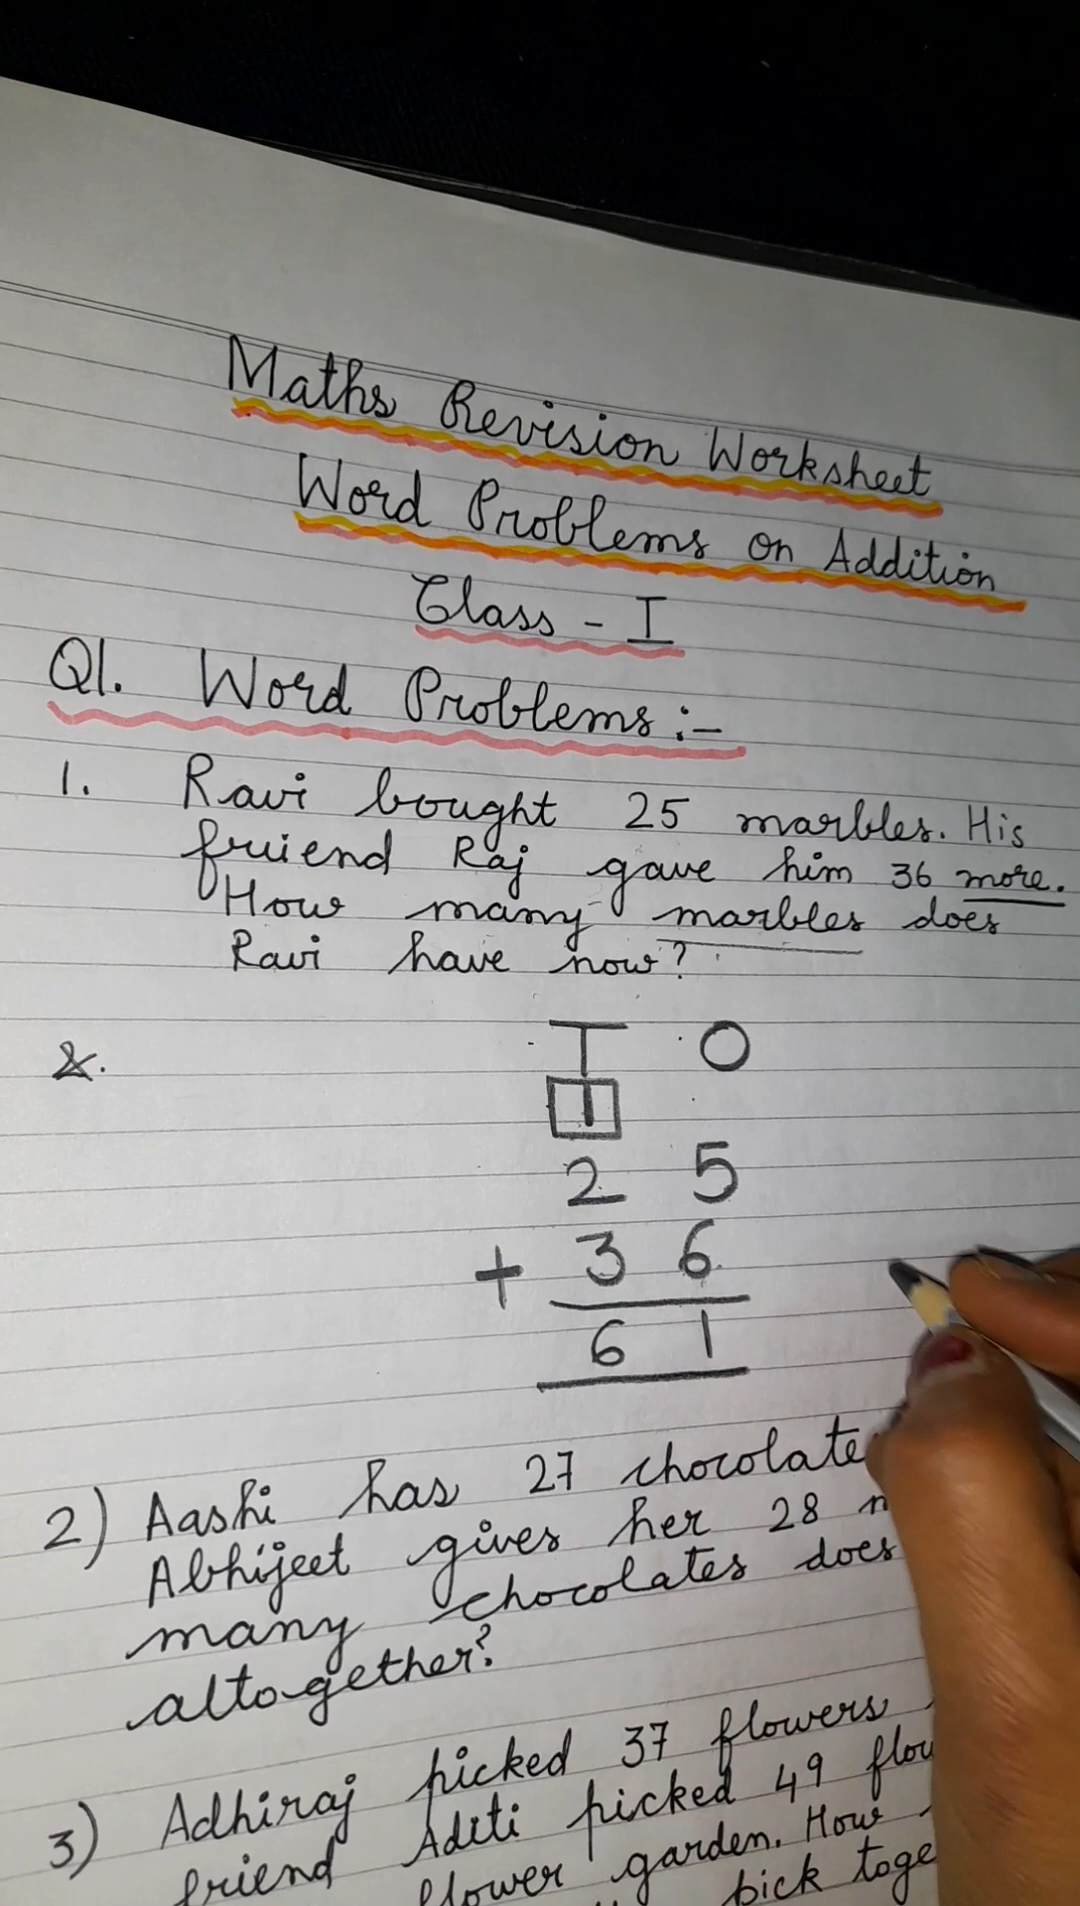 Maths Revision Worksheet
Word Problems on Addition
Class - I
Q1. Word Problems :-
1. Ravi bought 25 marbles. His
friend Raj gave him 36 more.
How many marbles does
Ravi have now?
T O
1
2 5
+ 3 6
6 1
2) Aashi has 27 chocolate
Abhijeet gives her 28
many chocolates does
altogether?
3) Adhiraj picked 37 flowers
friend Aditi picked 49
flower garden. How
pick